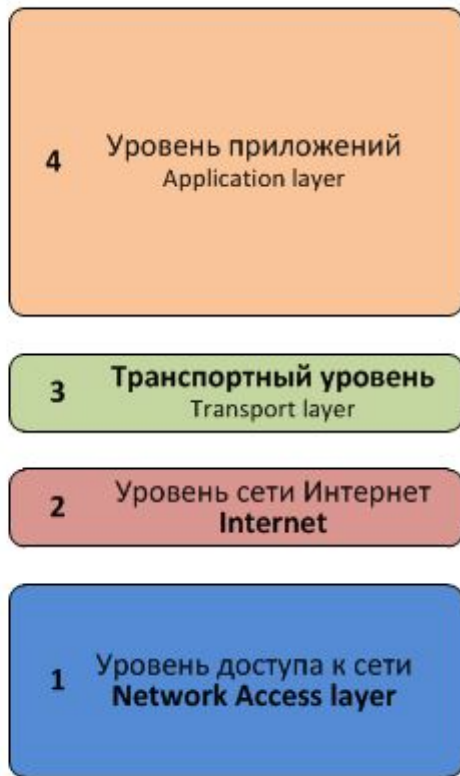 4 Уровень приложений
Application layer
3 Транспортный уровень
Transport layer
2 Уровень сети Интернет
Internet
1 Уровень доступа к сети
Network Access layer